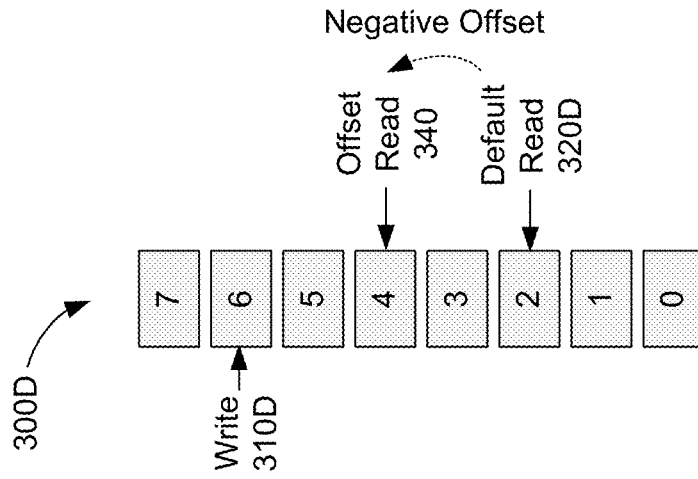 Negative Offset
Offset
Read
340
Default
Read
320D
300D
7
6
5
4
3
2
1
0
Write
310D